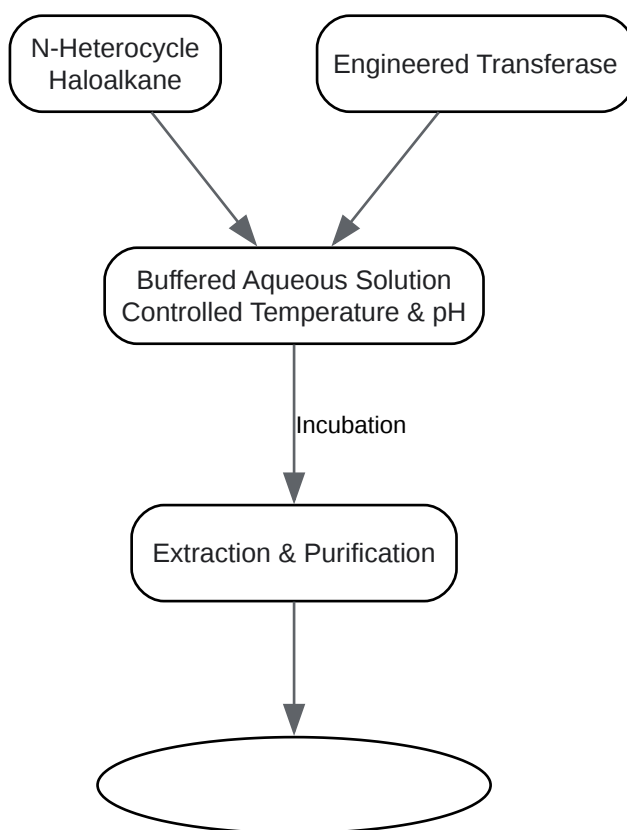 N-Heterocycle
Haloalkane
Engineered Transferase
Buffered Aqueous Solution
Controlled Temperature & pH
Incubation
Extraction & Purification